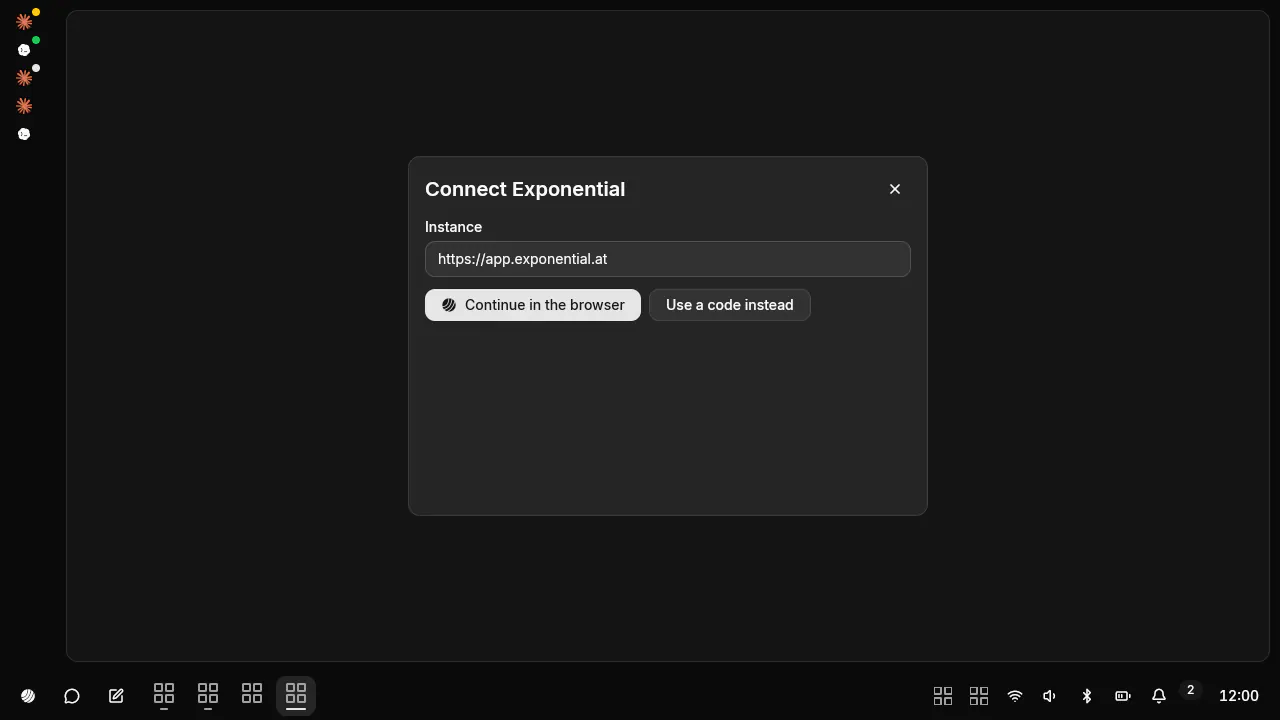 Connect Exponential
Instance
https://app.exponential.at
Continue in the browser
Use a code instead
2
12:00